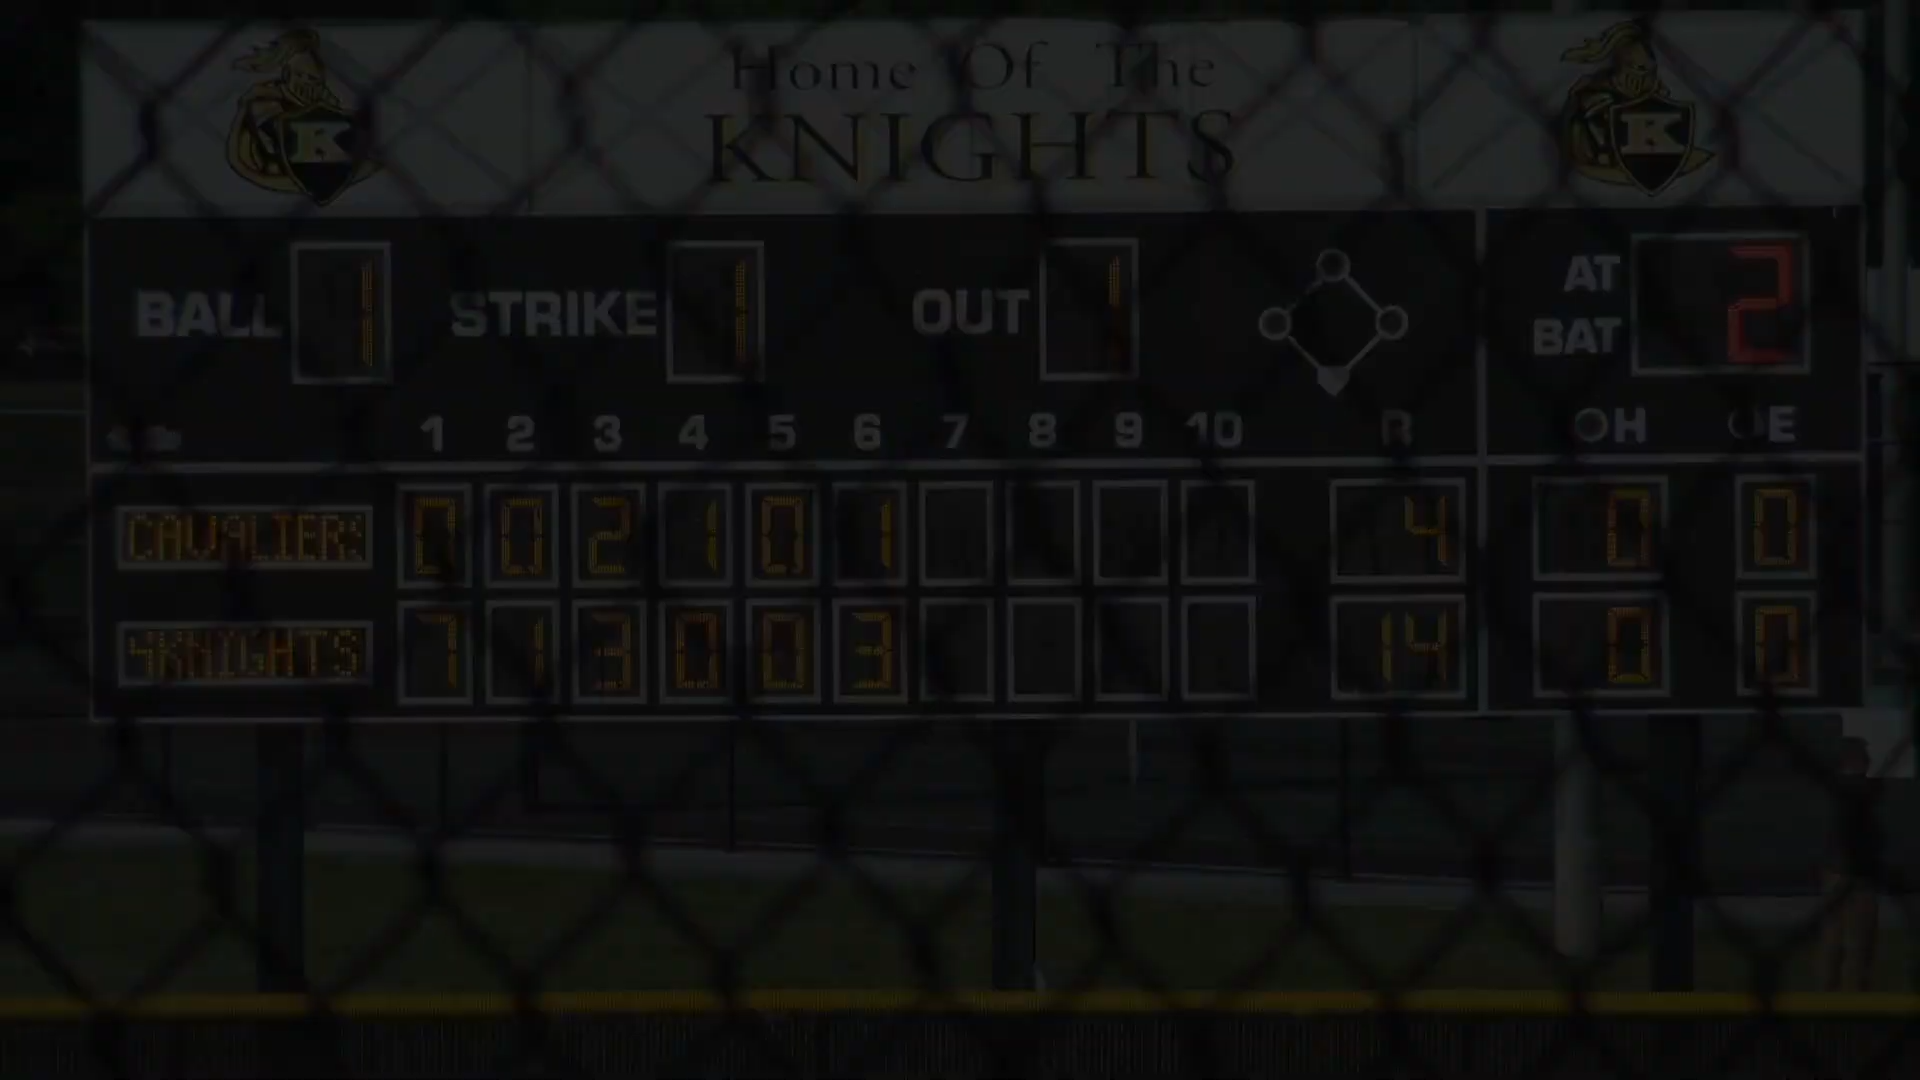 Home Of The
KNIGHTS
K
K
BALL 1 STRIKE 1 OUT 1
AT BAT 2
1 2 3 4 5 6 7 8 9 10 R H E
CAVALIERS 0 0 2 1 0 1 4 0 0
KNIGHTS 7 1 3 0 0 3 14 0 0